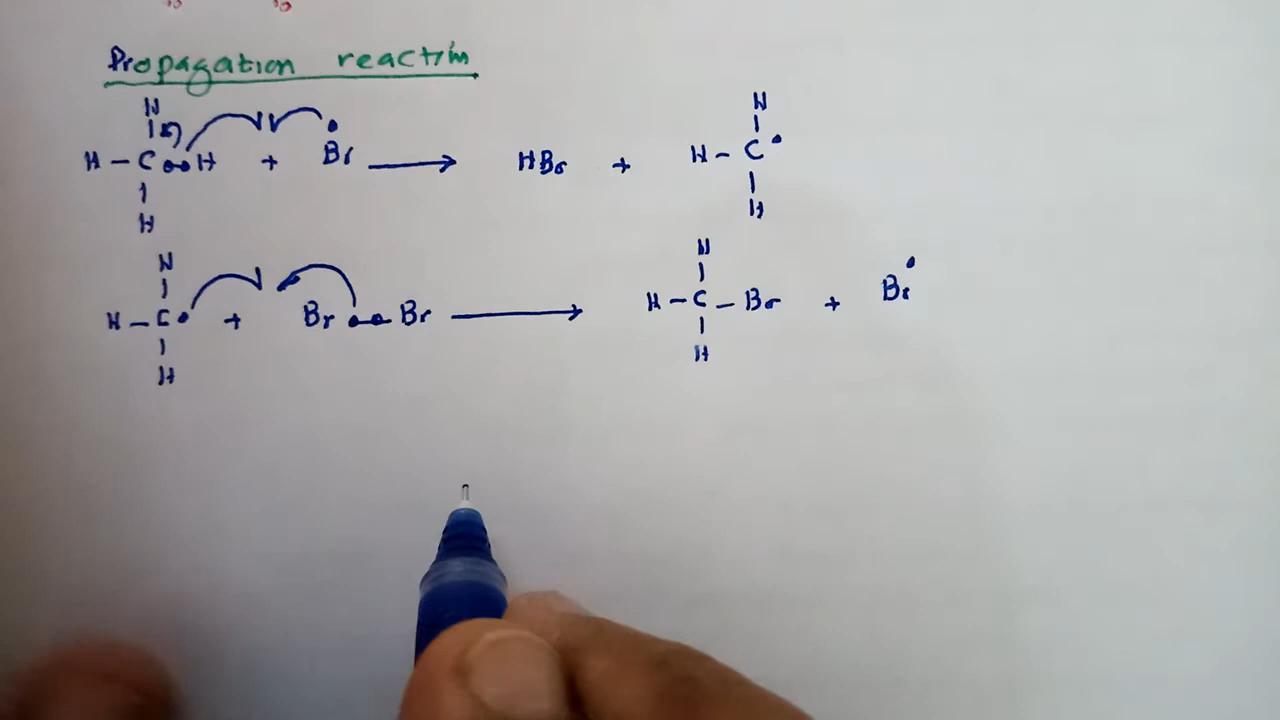 Propagation reaction
H
H – C •• H + Br• ⟶ HBr + H – C•
H
H
H – C• + Br •• Br ⟶ H – C – Br + Br•
H